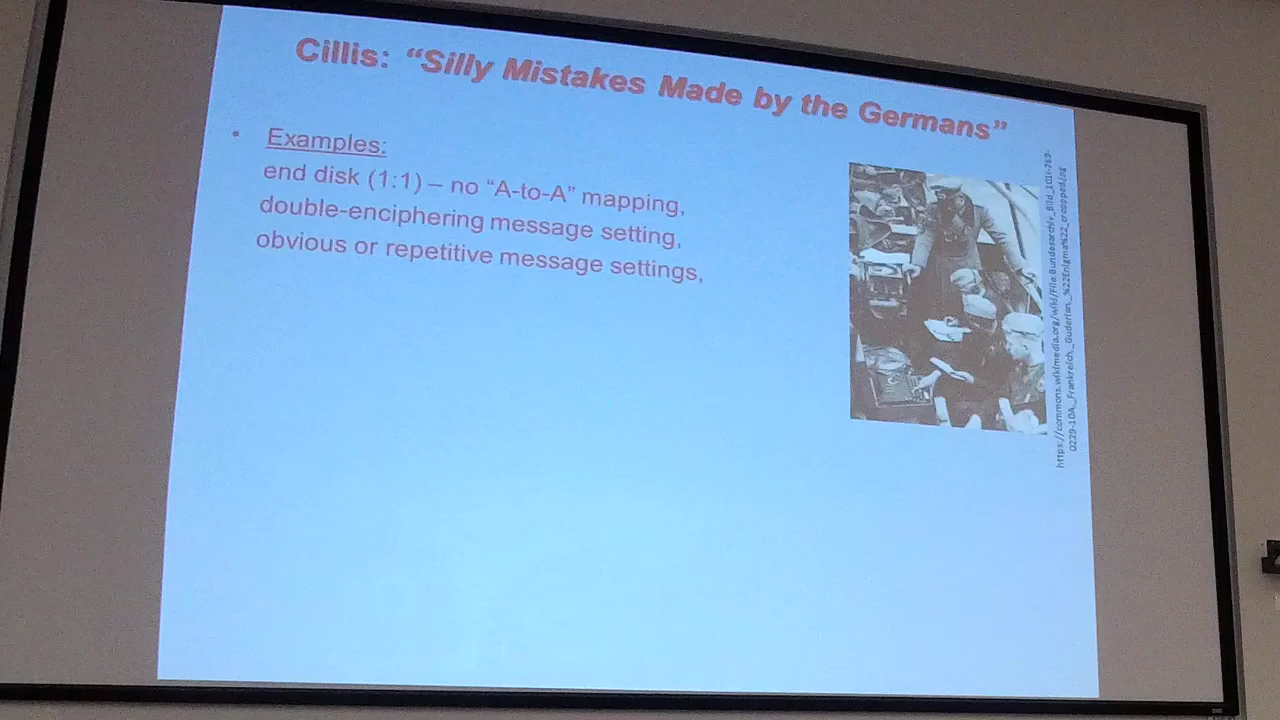 Cillis: “Silly Mistakes Made by the Germans”
• Examples:
end disk (1:1) – no “A-to-A” mapping,
double-enciphering message setting,
obvious or repetitive message settings,
https://commons.wikimedia.org/wiki/File:Bundesarchiv_Bild_101I-769-
0229-10A,_Frankreich,_Guderian,_%22Enigma%22_cropped.jpg